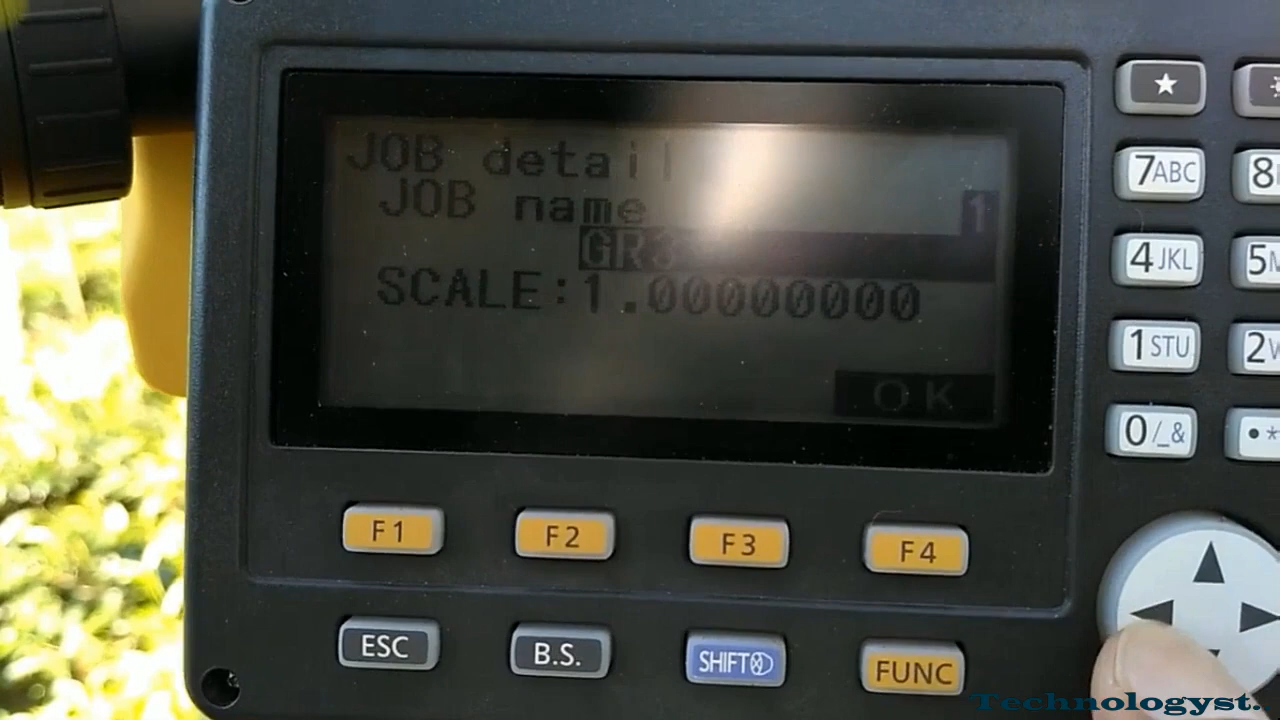 JOB detail
JOB name
1
GR3
SCALE:1.00000000
OK
★
7ABC
8
4JKL
5
1STU
2
0/_&
•*
F1
F2
F3
F4
ESC
B.S.
SHIFT
FUNC
Technologyst.